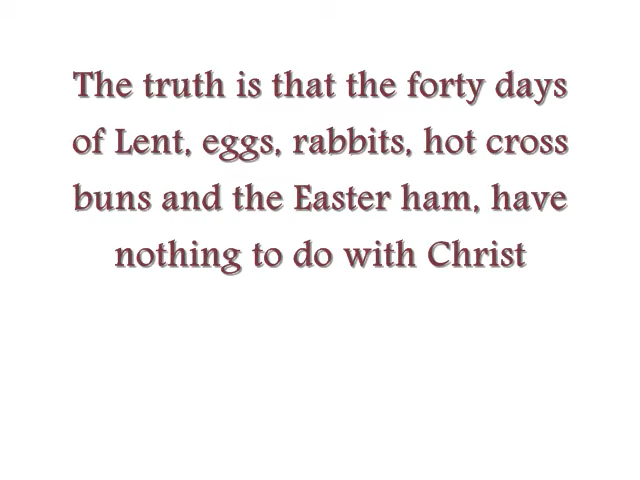 The truth is that the forty days
of Lent, eggs, rabbits, hot cross
buns and the Easter ham, have
nothing to do with Christ